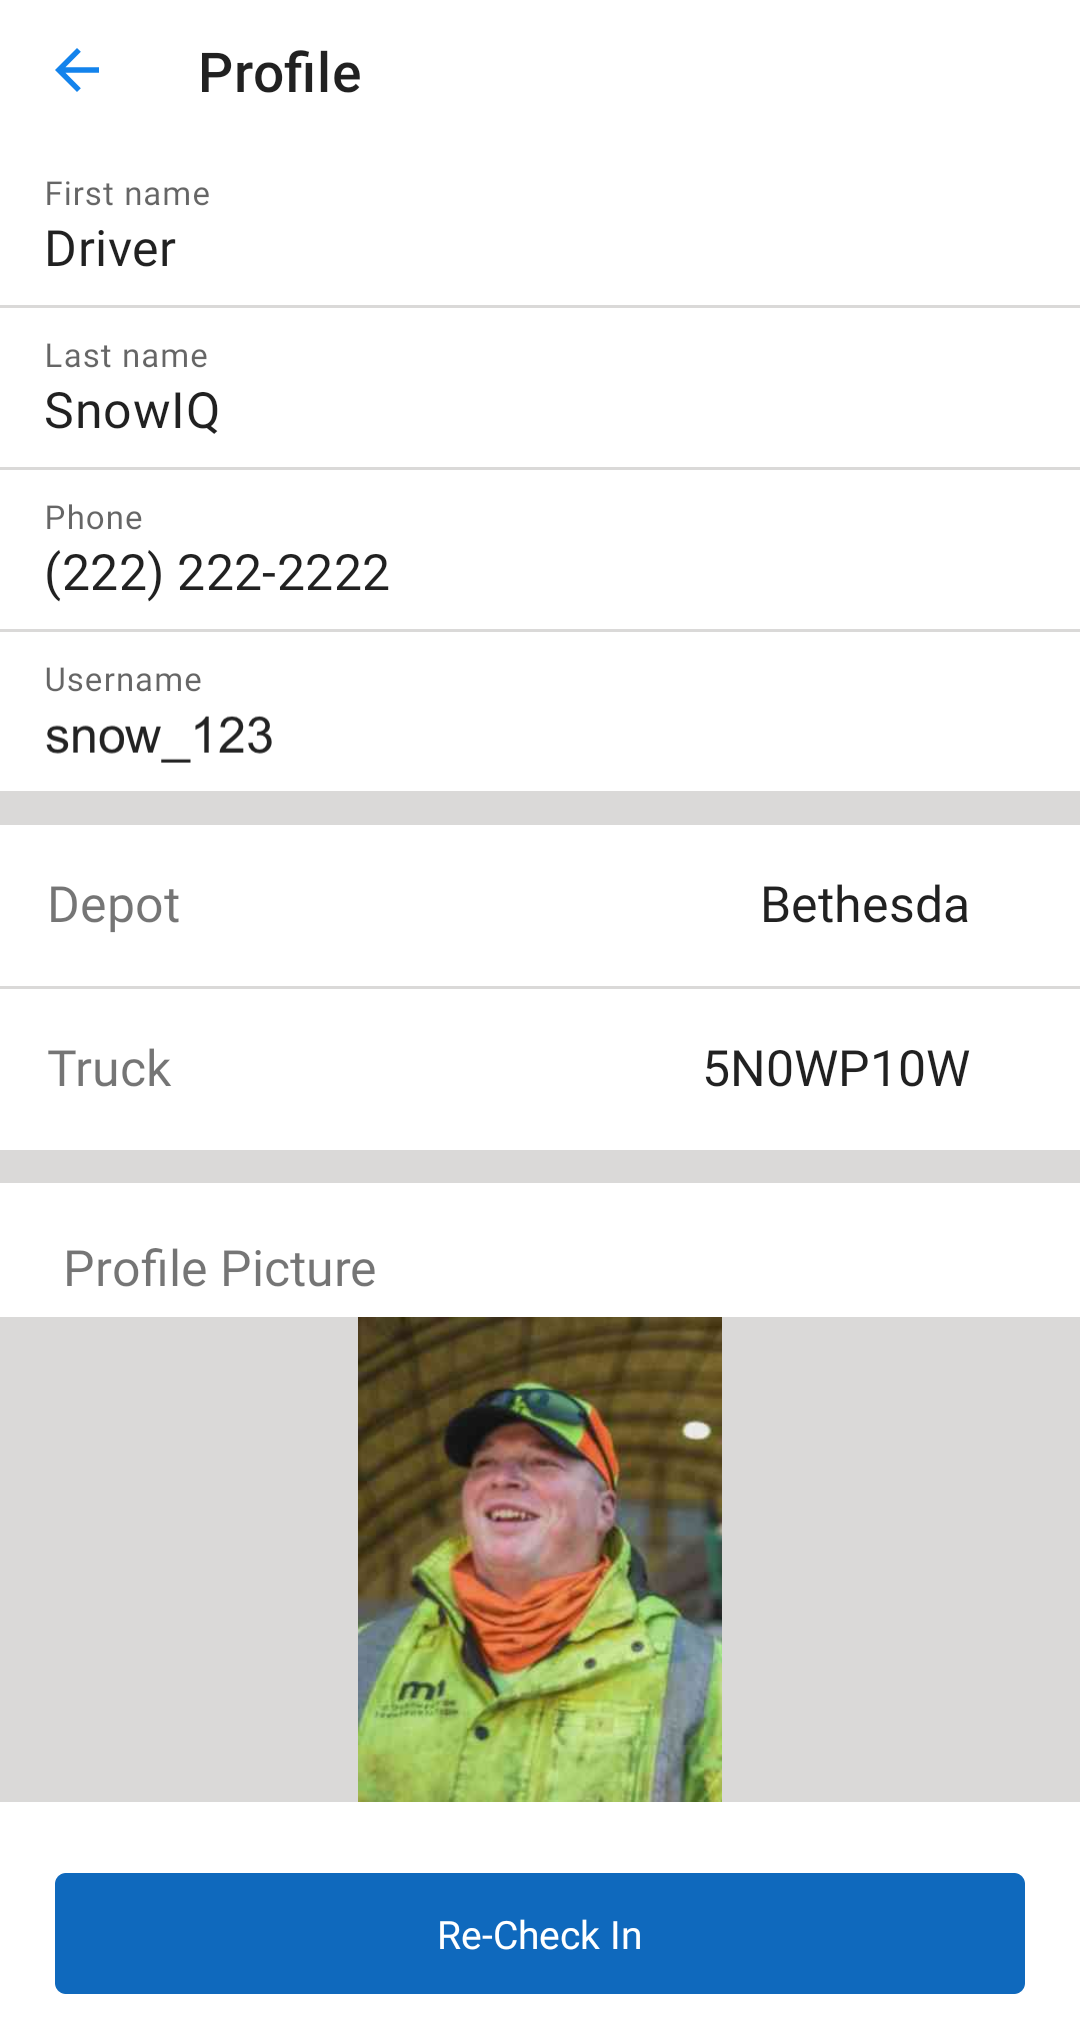 Profile
First name
Driver
Last name
SnowIQ
Phone
(222) 222-2222
Username
snow_123
Depot Bethesda
Truck 5N0WP10W
Profile Picture
Re-Check In